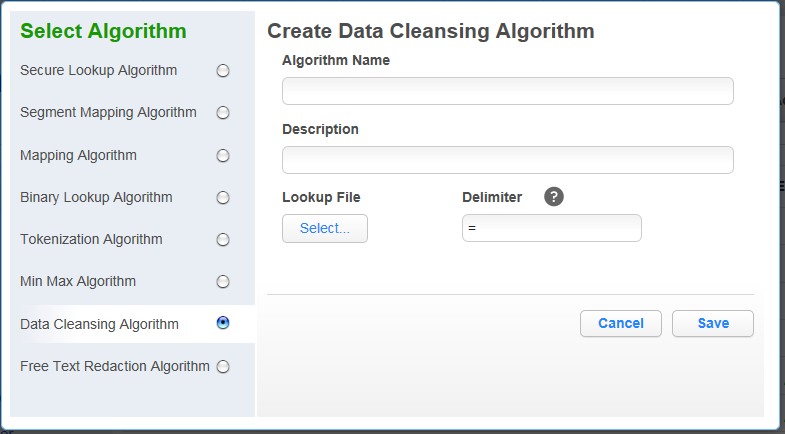 Select Algorithm
Secure Lookup Algorithm
Segment Mapping Algorithm
Mapping Algorithm
Binary Lookup Algorithm
Tokenization Algorithm
Min Max Algorithm
Data Cleansing Algorithm
Free Text Redaction Algorithm
Create Data Cleansing Algorithm
Algorithm Name
Description
Lookup File Delimiter ?
Select... =
Cancel Save